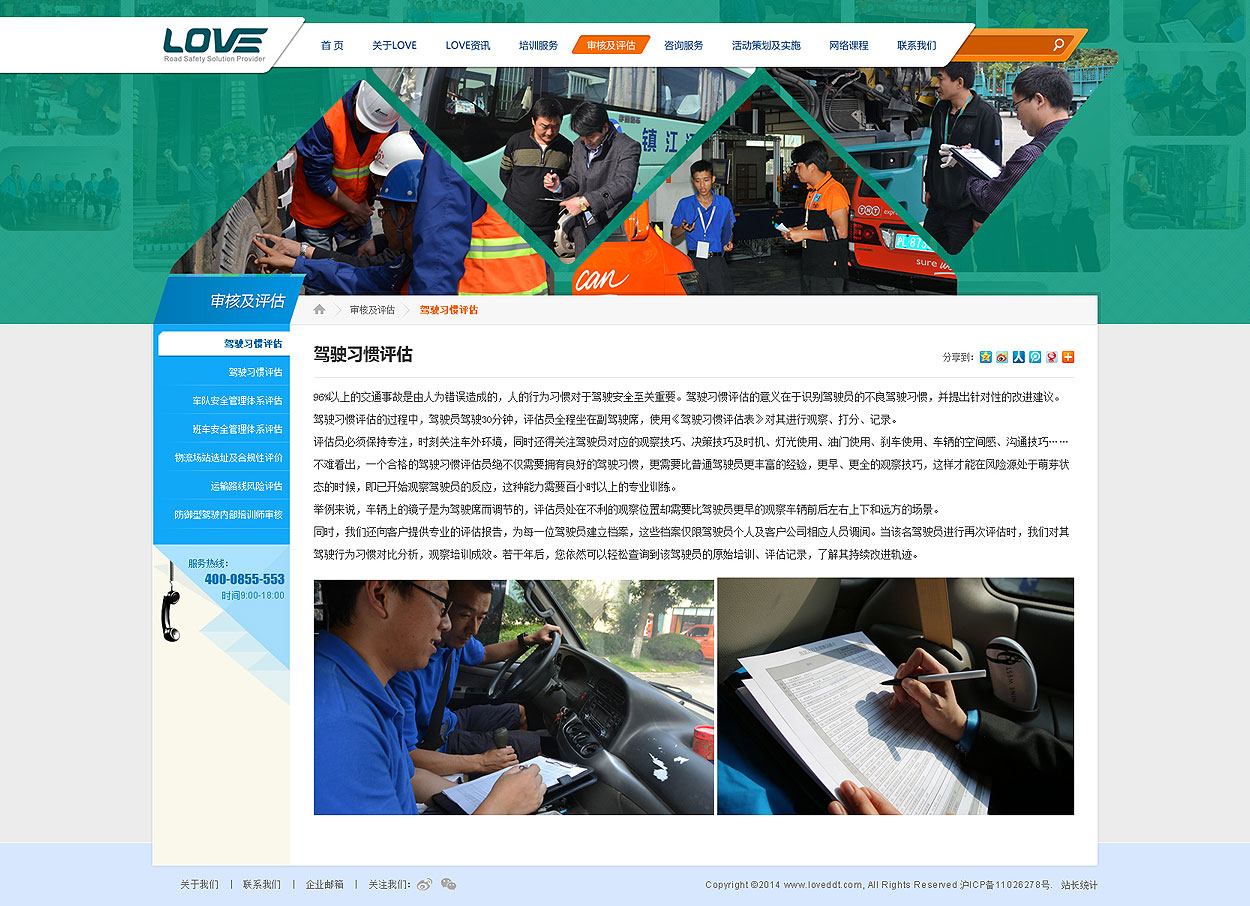 LOVE
Road Safety Solution Provider
首 页 关于LOVE LOVE资讯 培训服务 审核及评估 咨询服务 活动策划及实施 网络课程 联系我们
镇江
TNT
sure
can
审核及评估
审核及评估 驾驶习惯评估
驾驶习惯评估
驾驶习惯评估
车队安全管理体系评估
班车安全管理体系评估
物流场站选址及合规性评价
运输路线风险评估
防御型驾驶内部培训师审核
服务热线：
400-0855-553
时间9:00-18:00
驾驶习惯评估
分享到：
96%以上的交通事故是由人为错误造成的，人的行为习惯对于驾驶安全至关重要。驾驶习惯评估的意义在于识别驾驶员的不良驾驶习惯，并提出针对性的改进建议。
驾驶习惯评估的过程中，驾驶员驾驶30分钟，评估员全程坐在副驾驶席，使用《驾驶习惯评估表》对其进行观察、打分、记录。
评估员必须保持专注，时刻关注车外环境，同时还得关注驾驶员对应的观察技巧、决策技巧及时机、灯光使用、油门使用、刹车使用、车辆的空间感、沟通技巧……
不难看出，一个合格的驾驶习惯评估员绝不仅需要拥有良好的驾驶习惯，更需要比普通驾驶员更丰富的经验，更早、更全的观察技巧，这样才能在风险源处于萌芽状
态的时候，即已开始观察驾驶员的反应，这种能力需要百小时以上的专业训练。
举例来说，车辆上的镜子是为驾驶席而调节的，评估员处在不利的观察位置却需要比驾驶员更早的观察车辆前后左右上下和远方的场景。
同时，我们还向客户提供专业的评估报告，为每一位驾驶员建立档案，这些档案仅限驾驶员个人及客户公司相应人员调阅。当该名驾驶员进行再次评估时，我们对其
驾驶行为习惯对比分析，观察培训成效。若干年后，您依然可以轻松查询到该驾驶员的原始培训、评估记录，了解其持续改进轨迹。
关于我们 | 联系我们 | 企业邮箱 | 关注我们：
Copyright ©2014 www.loveddt.com, All Rights Reserved 沪ICP备11026278号. 站长统计